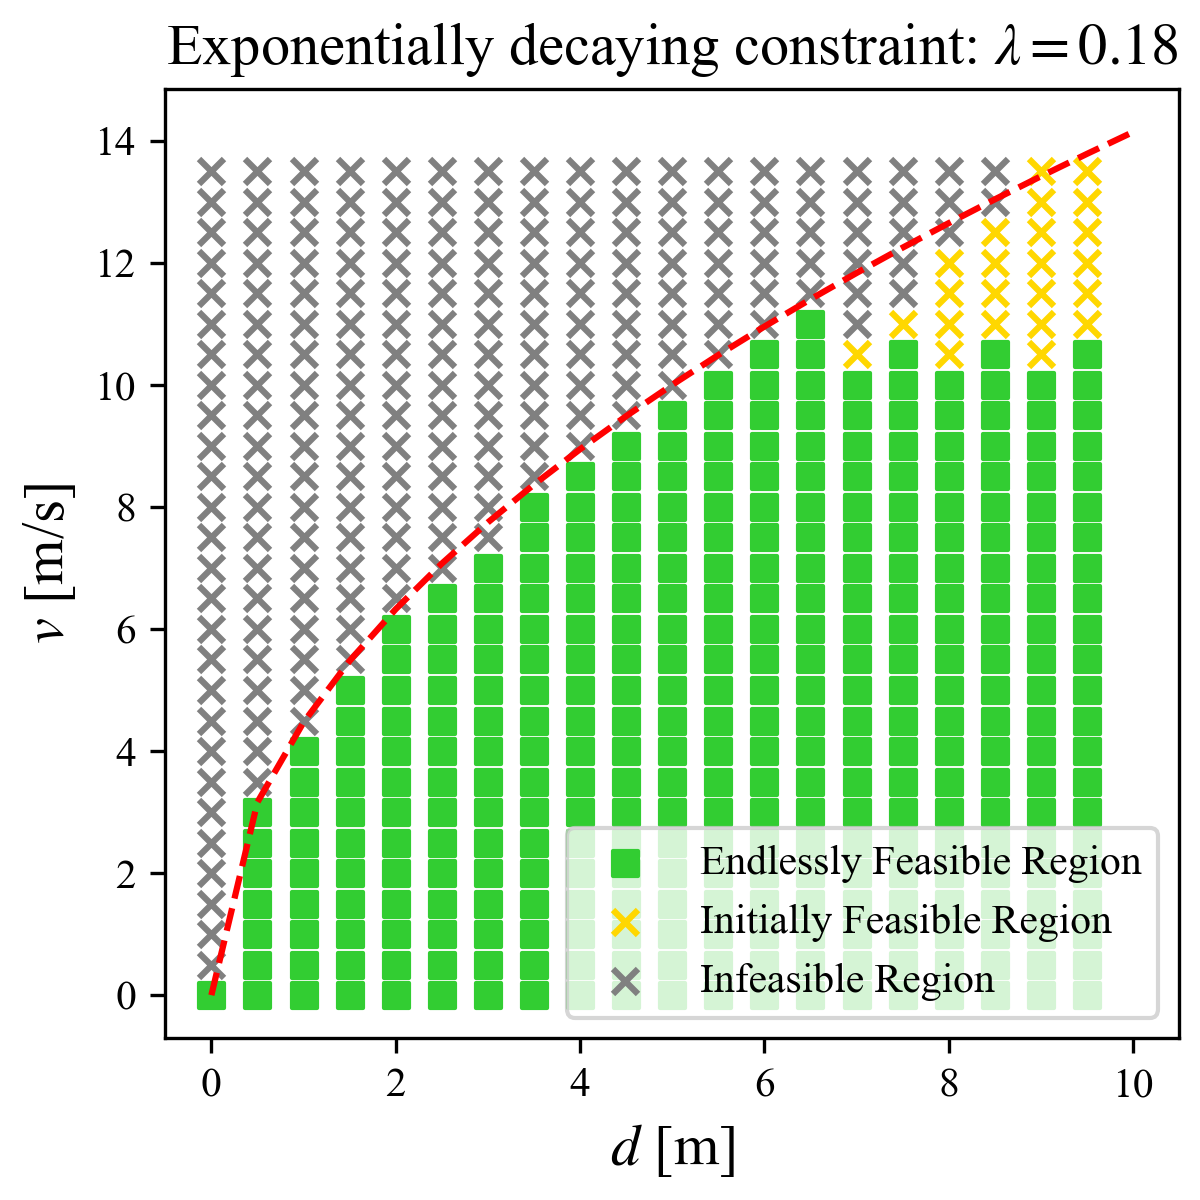 Exponentially decaying constraint: λ = 0.18
14
12
10
8
6
4
2
0
v [m/s]
Endlessly Feasible Region
Initially Feasible Region
Infeasible Region
0 2 4 6 8 10
d [m]